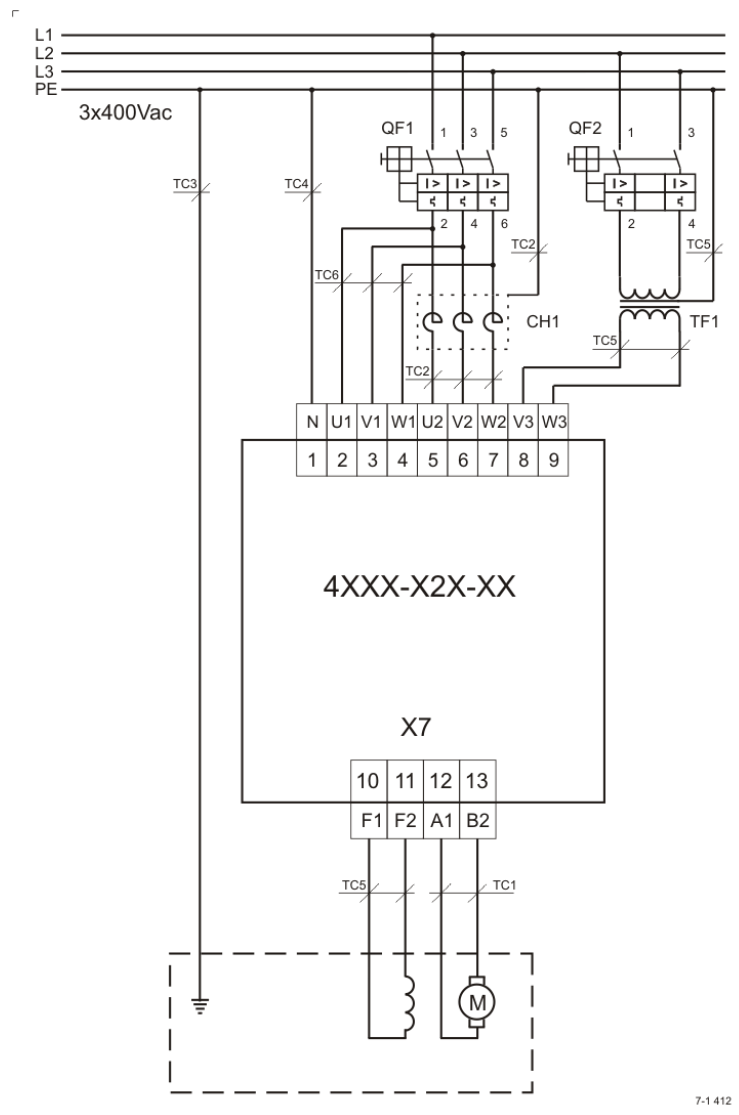 L1
L2
L3
PE
3x400Vac
QF1 1 3 5
QF2 1 3
TC3
TC4
I > I > I >
I > I >
2 4 6
2 4
TC2
TC5
TC6
CH1
TF1
TC5
TC2
N U1 V1 W1 U2 V2 W2 V3 W3
1 2 3 4 5 6 7 8 9
4XXX-X2X-XX
X7
10 11 12 13
F1 F2 A1 B2
TC5 TC1
M
7-1 412